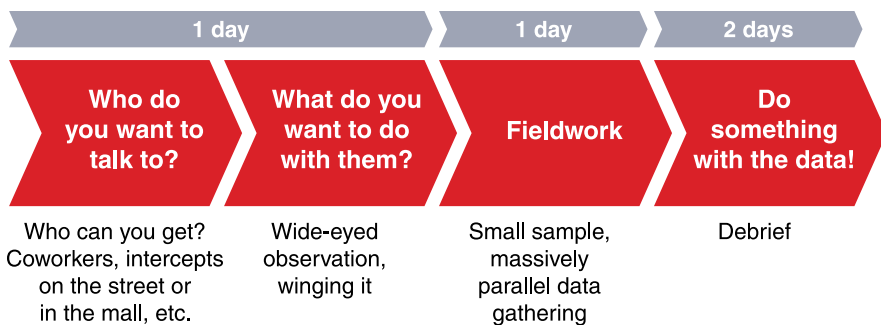 1 day
1 day
2 days
Who do
you want to
talk to?
What do you
want to do
with them?
Fieldwork
Do
something
with the data!
Who can you get?
Coworkers, intercepts
on the street or
in the mall, etc.
Wide-eyed
observation,
winging it
Small sample,
massively
parallel data
gathering
Debrief